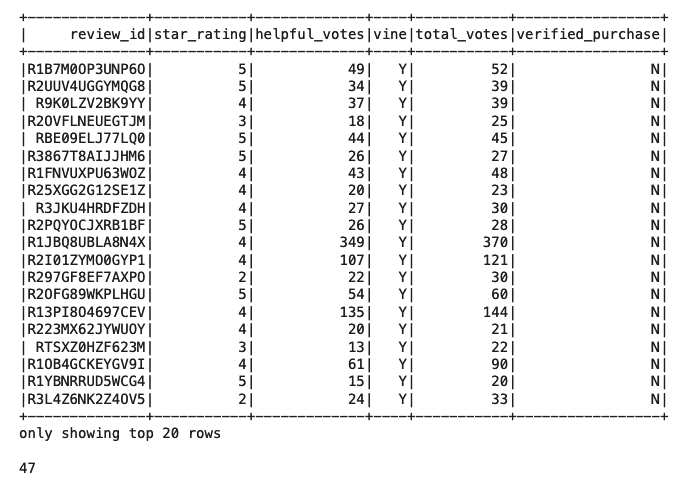 +--------------+-----------+-------------+----+-----------+-----------------+
|     review_id|star_rating|helpful_votes|vine|total_votes|verified_purchase|
+--------------+-----------+-------------+----+-----------+-----------------+
|R1B7M0OP3UNP6O|          5|           49|   Y|         52|                N|
|R2UUV4UGGYMQG8|          5|           34|   Y|         39|                N|
| R9K0LZV2BK9YY|          4|           37|   Y|         39|                N|
|R2OVFLNEUEGTJM|          3|           18|   Y|         25|                N|
| RBE09ELJ77LQ0|          5|           44|   Y|         45|                N|
|R3867T8AIJJHM6|          5|           26|   Y|         27|                N|
|R1FNVUXPU63WOZ|          4|           43|   Y|         48|                N|
|R25XGG2G12SE1Z|          4|           20|   Y|         23|                N|
| R3JKU4HRDFZDH|          4|           27|   Y|         30|                N|
|R2PQYOCJXRB1BF|          5|           26|   Y|         28|                N|
|R1JBQ8UBLA8N4X|          4|          349|   Y|        370|                N|
|R2I01ZYMO0GYP1|          4|          107|   Y|        121|                N|
|R297GF8EF7AXPO|          2|           22|   Y|         30|                N|
|R2OFG89WKPLHGU|          5|           54|   Y|         60|                N|
|R13PI8O4697CEV|          4|          135|   Y|        144|                N|
|R223MX62JYWUOY|          4|           20|   Y|         21|                N|
| RTSXZ0HZF623M|          3|           13|   Y|         22|                N|
|R1OB4GCKEYGV9I|          4|           61|   Y|         90|                N|
|R1YBNRRUD5WCG4|          5|           15|   Y|         20|                N|
|R3L4Z6NK2Z4OV5|          2|           24|   Y|         33|                N|
+--------------+-----------+-------------+----+-----------+-----------------+
only showing top 20 rows
47